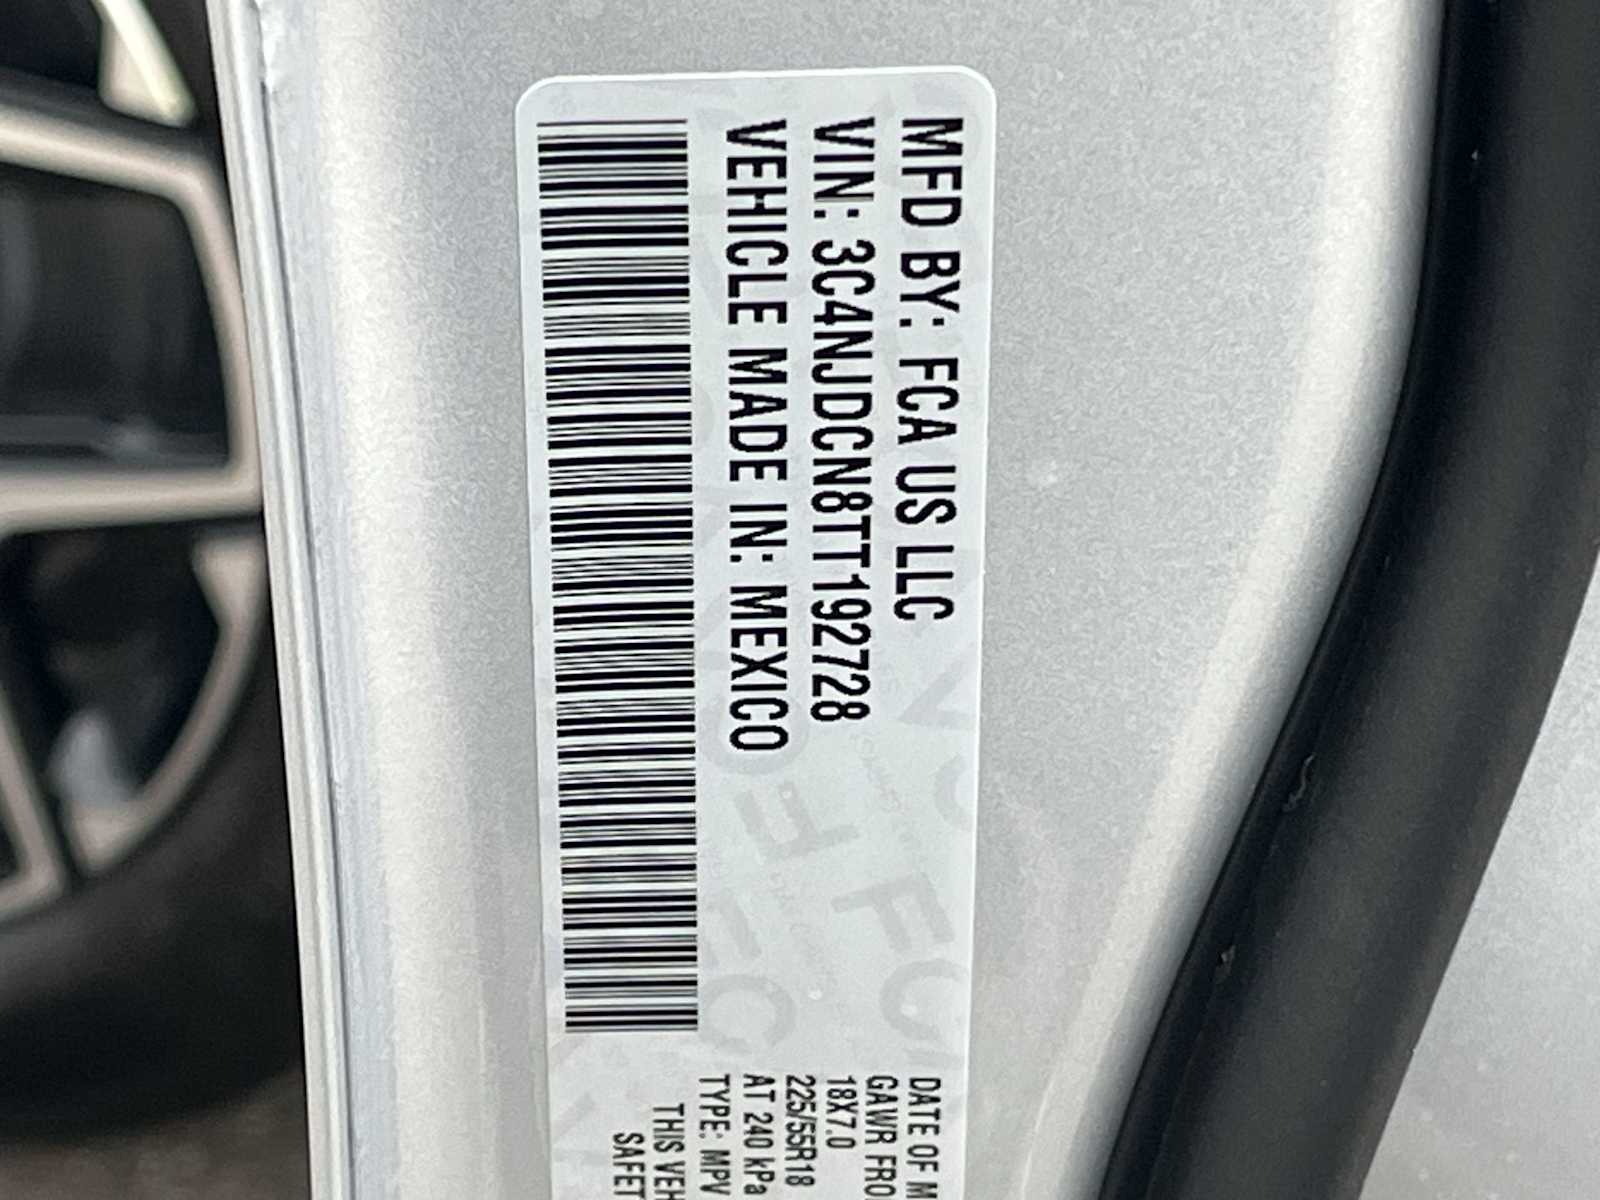 MFD BY: FCA US LLC
VIN: 3C4NJDCN8TT192728
VEHICLE MADE IN: MEXICO
DATE OF M
GAWR FRO
18X7.0
225/55R18
AT 240 kPa
TYPE: MPV
THIS VEH
SAFET